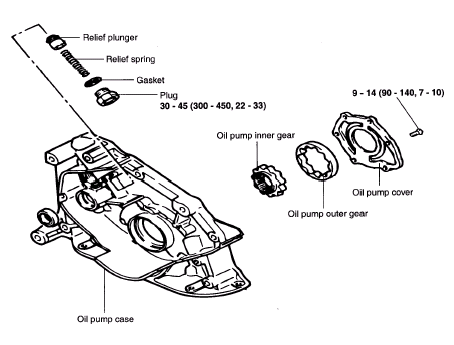 Relief plunger
Relief spring
Gasket
Plug
30 - 45 (300 - 450, 22 - 33)
9 - 14 (90 - 140, 7 - 10)
Oil pump inner gear
Oil pump cover
Oil pump outer gear
Oil pump case